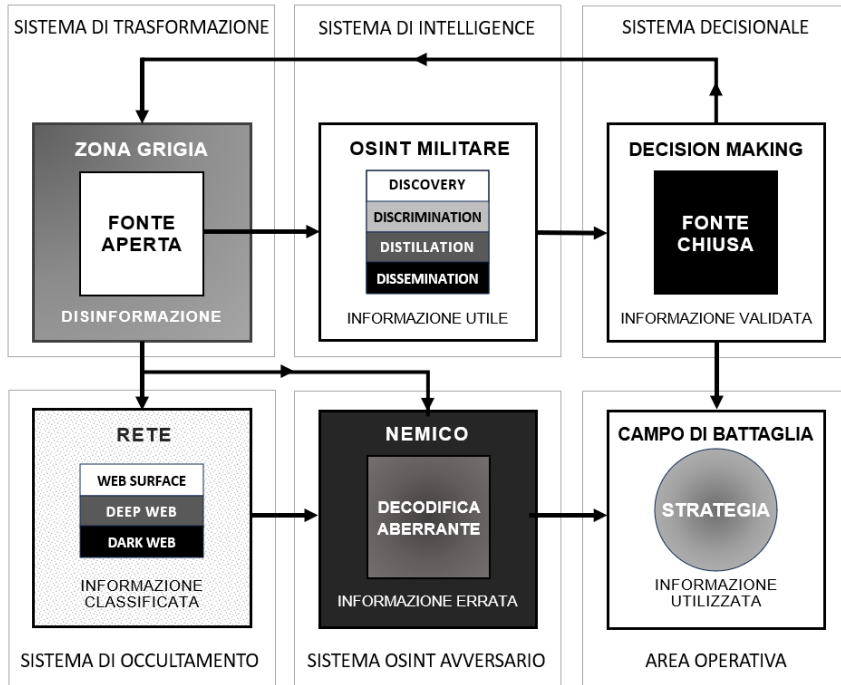 SISTEMA DI TRASFORMAZIONE
SISTEMA DI INTELLIGENCE
SISTEMA DECISIONALE
ZONA GRIGIA
FONTE
APERTA
DISINFORMAZIONE
OSINT MILITARE
DISCOVERY
DISCRIMINATION
DISTILLATION
DISSEMINATION
INFORMAZIONE UTILE
DECISION MAKING
FONTE
CHIUSA
INFORMAZIONE VALIDATA
RETE
WEB SURFACE
DEEP WEB
DARK WEB
INFORMAZIONE
CLASSIFICATA
NEMICO
DECODIFICA
ABERRANTE
INFORMAZIONE ERRATA
CAMPO DI BATTAGLIA
STRATEGIA
INFORMAZIONE
UTILIZZATA
SISTEMA DI OCCULTAMENTO
SISTEMA OSINT AVVERSARIO
AREA OPERATIVA